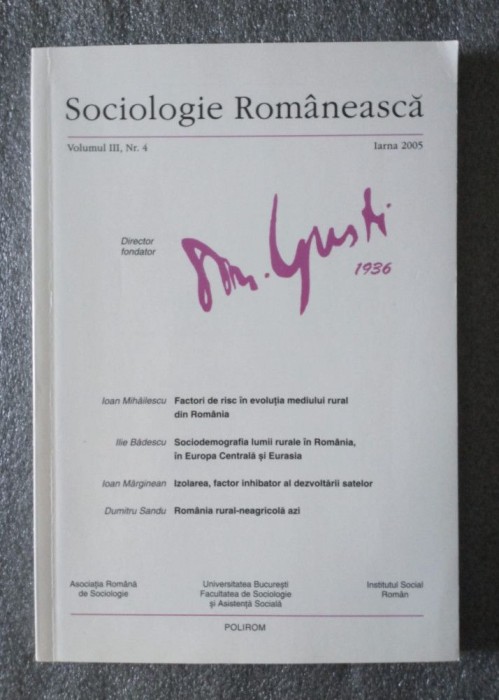 Sociologie Românească
Volumul III, Nr. 4
Iarna 2005
Director
fondator
Dim. Gusti
1936
Ioan Mihăilescu Factori de risc în evoluția mediului rural
din România
Ilie Bădescu Sociodemografia lumii rurale în România,
în Europa Centrală și Eurasia
Ioan Mărginean Izolarea, factor inhibator al dezvoltării satelor
Dumitru Sandu România rural-neagricolă azi
Asociația Română
de Sociologie
Universitatea București
Facultatea de Sociologie
și Asistență Socială
Institutul Social
Român
POLIROM